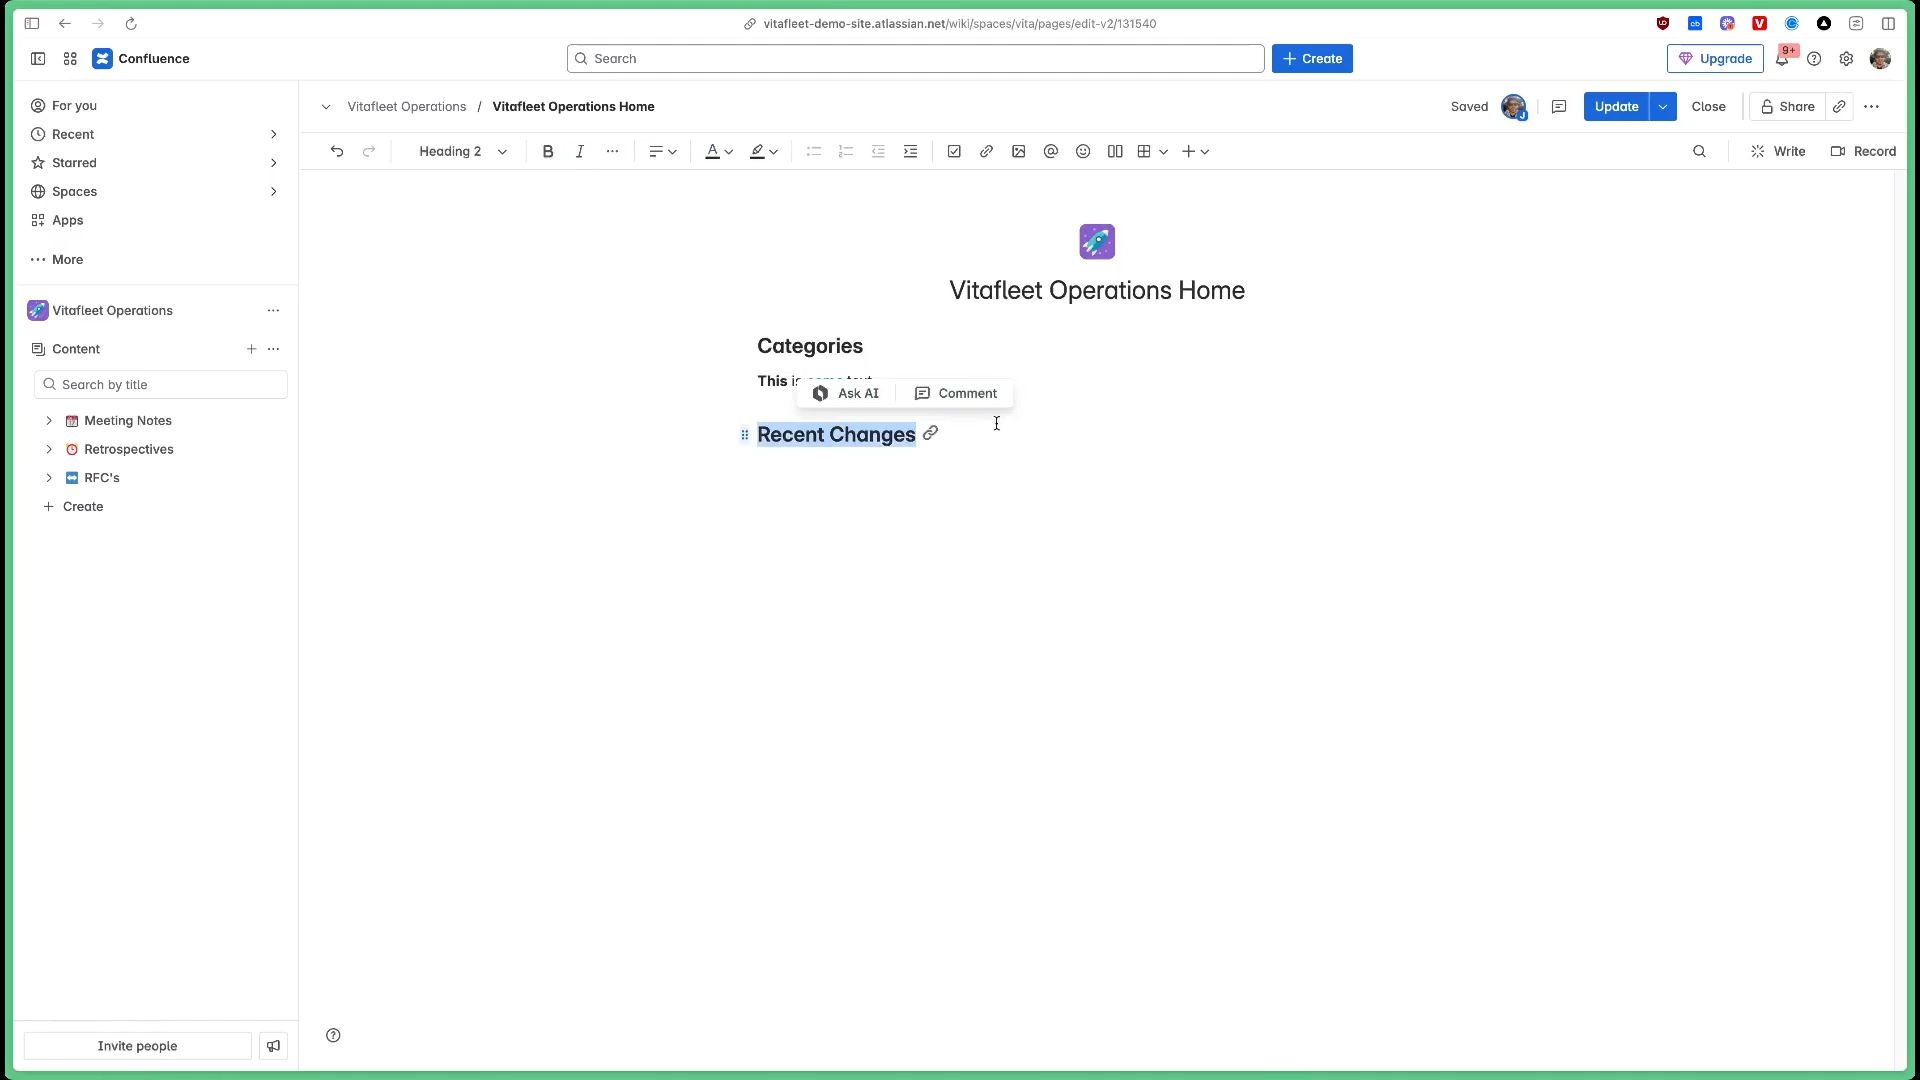 vitafleet-demo-site.atlassian.net/wiki/spaces/vita/pages/edit-v2/131540
Confluence
Search
Create
Upgrade
9+
For you
Recent
Starred
Spaces
Apps
More
Vitafleet Operations
Content
Search by title
Meeting Notes
Retrospectives
RFC's
Create
Invite people
Vitafleet Operations / Vitafleet Operations Home
Saved
Update
Close
Share
Heading 2
Write
Record
Vitafleet Operations Home
Categories
This is some text
Ask AI
Comment
Recent Changes